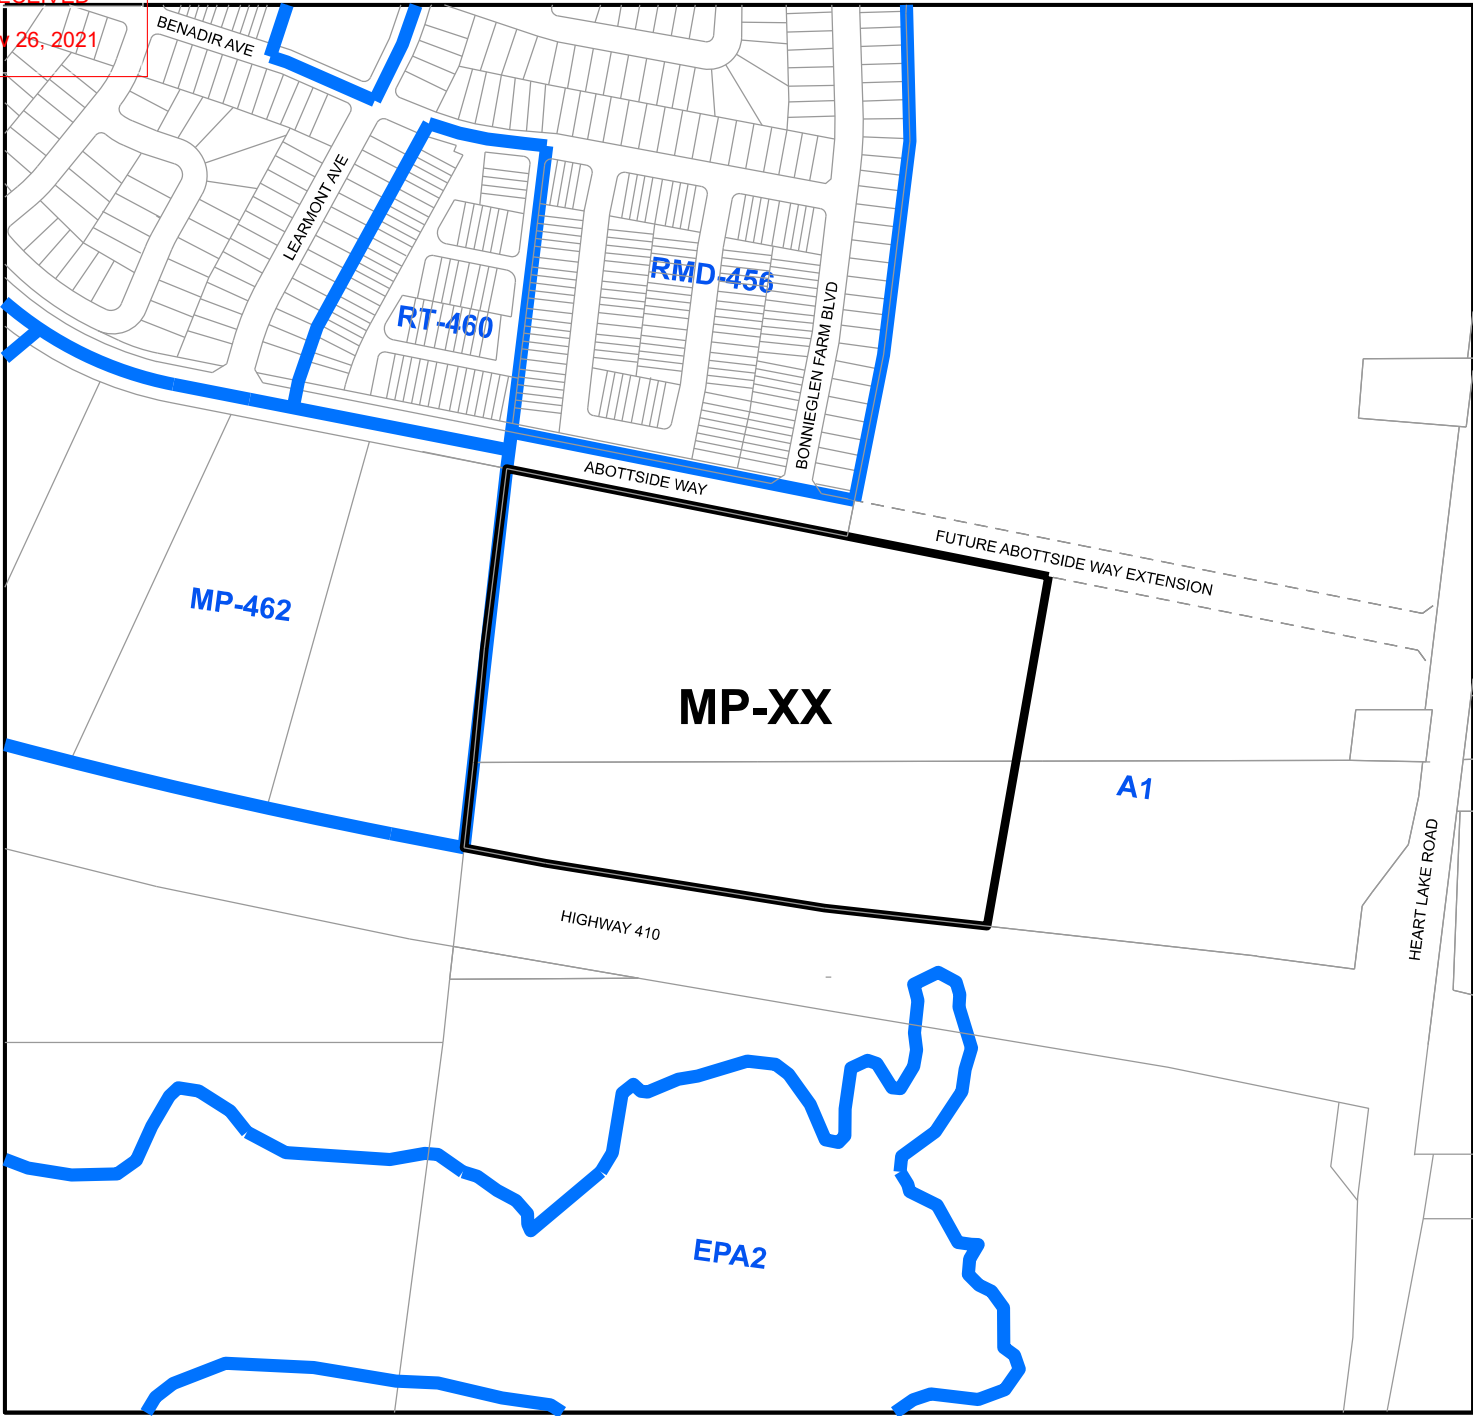 26, 2021
BENADIR AVE
LEARMONT AVE
RMD-456
RT-460
BONNIEGLEN FARM BLVD
ABOTTSIDE WAY
FUTURE ABOTTSIDE WAY EXTENSION
MP-462
MP-XX
A1
HEART LAKE ROAD
HIGHWAY 410
EPA2